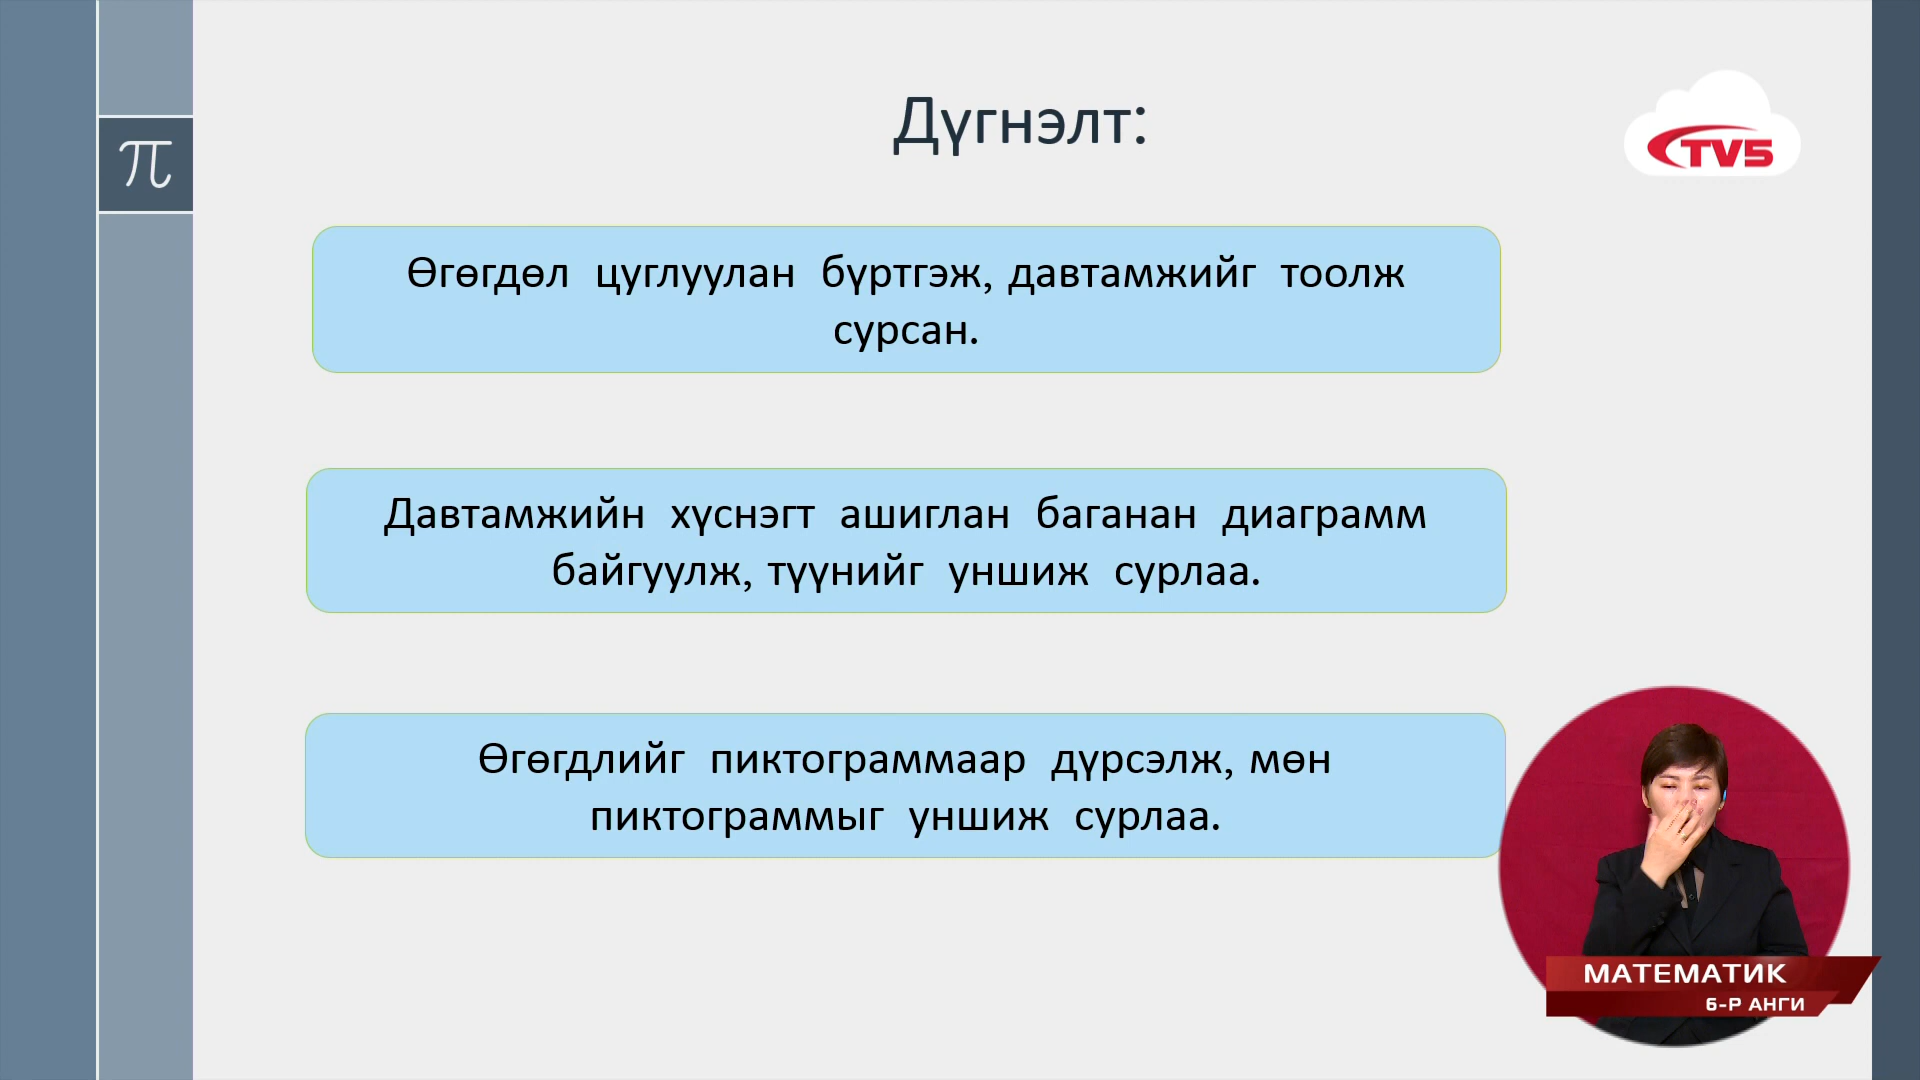 Дүгнэлт:
π
TV5
Өгөгдөл цуглуулан бүртгэж, давтамжийг тоолж
сурсан.
Давтамжийн хүснэгт ашиглан баганан диаграмм
байгуулж, түүнийг уншиж сурлаа.
Өгөгдлийг пиктограммаар дүрсэлж, мөн
пиктограммыг уншиж сурлаа.
МАТЕМАТИК
6-Р АНГИ